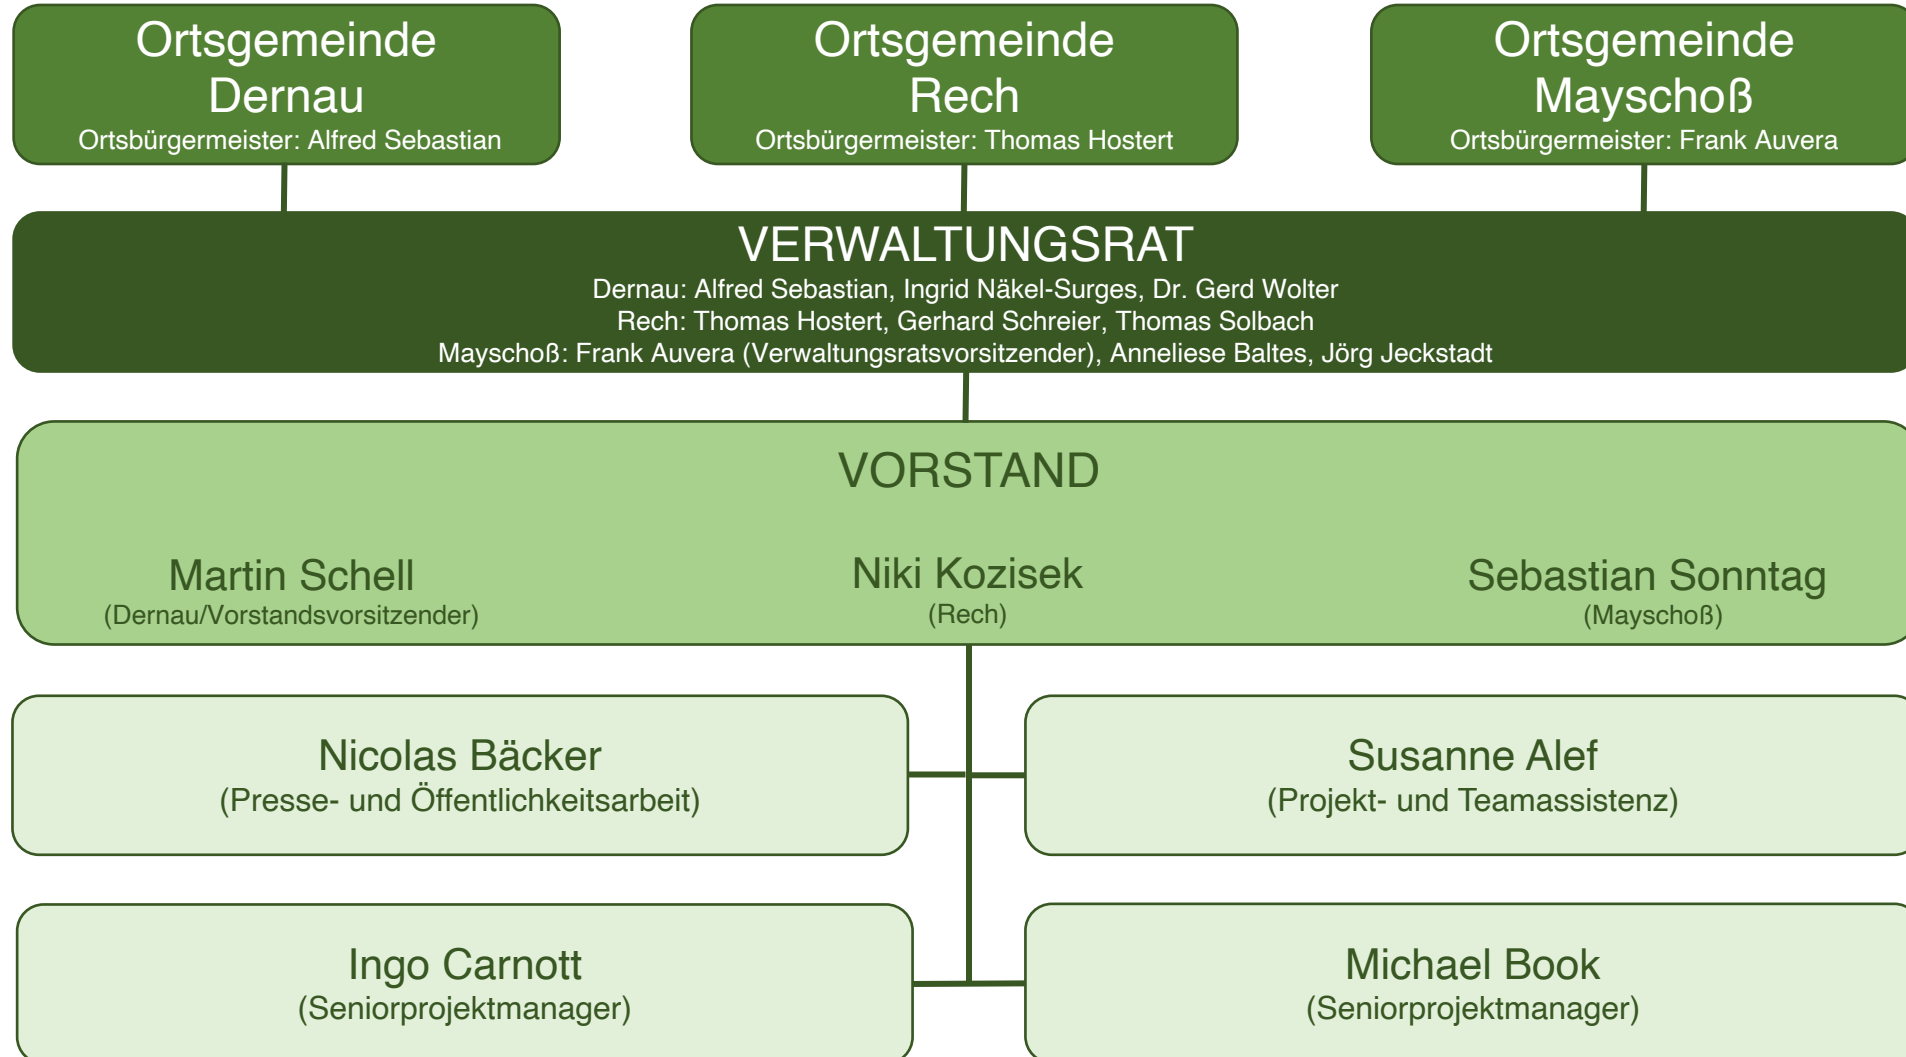 Ortsgemeinde
Dernau
Ortsbürgermeister: Alfred Sebastian
Ortsgemeinde
Rech
Ortsbürgermeister: Thomas Hostert
Ortsgemeinde
Mayschoß
Ortsbürgermeister: Frank Auvera
VERWALTUNGSRAT
Dernau: Alfred Sebastian, Ingrid Näkel-Surges, Dr. Gerd Wolter
Rech: Thomas Hostert, Gerhard Schreier, Thomas Solbach
Mayschoß: Frank Auvera (Verwaltungsratsvorsitzender), Anneliese Baltes, Jörg Jeckstadt
VORSTAND
Martin Schell
(Dernau/Vorstandsvorsitzender)
Niki Kozisek
(Rech)
Sebastian Sonntag
(Mayschoß)
Nicolas Bäcker
(Presse- und Öffentlichkeitsarbeit)
Susanne Alef
(Projekt- und Teamassistenz)
Ingo Carnott
(Seniorprojektmanager)
Michael Book
(Seniorprojektmanager)